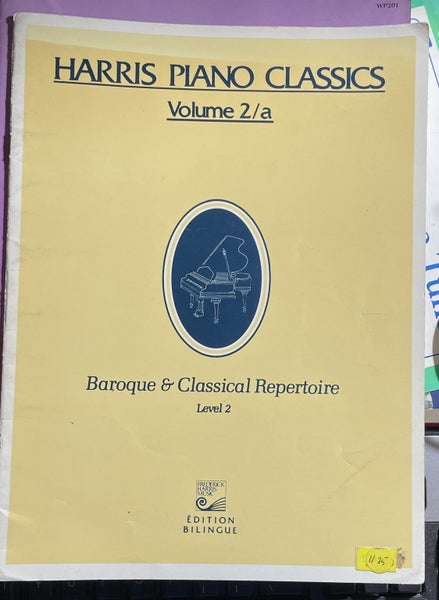 WP201
HARRIS PIANO CLASSICS
Volume 2/a
Baroque & Classical Repertoire
Level 2
FREDERICK
HARRIS
MUSIC
ÉDITION
BILINGUE
11 25